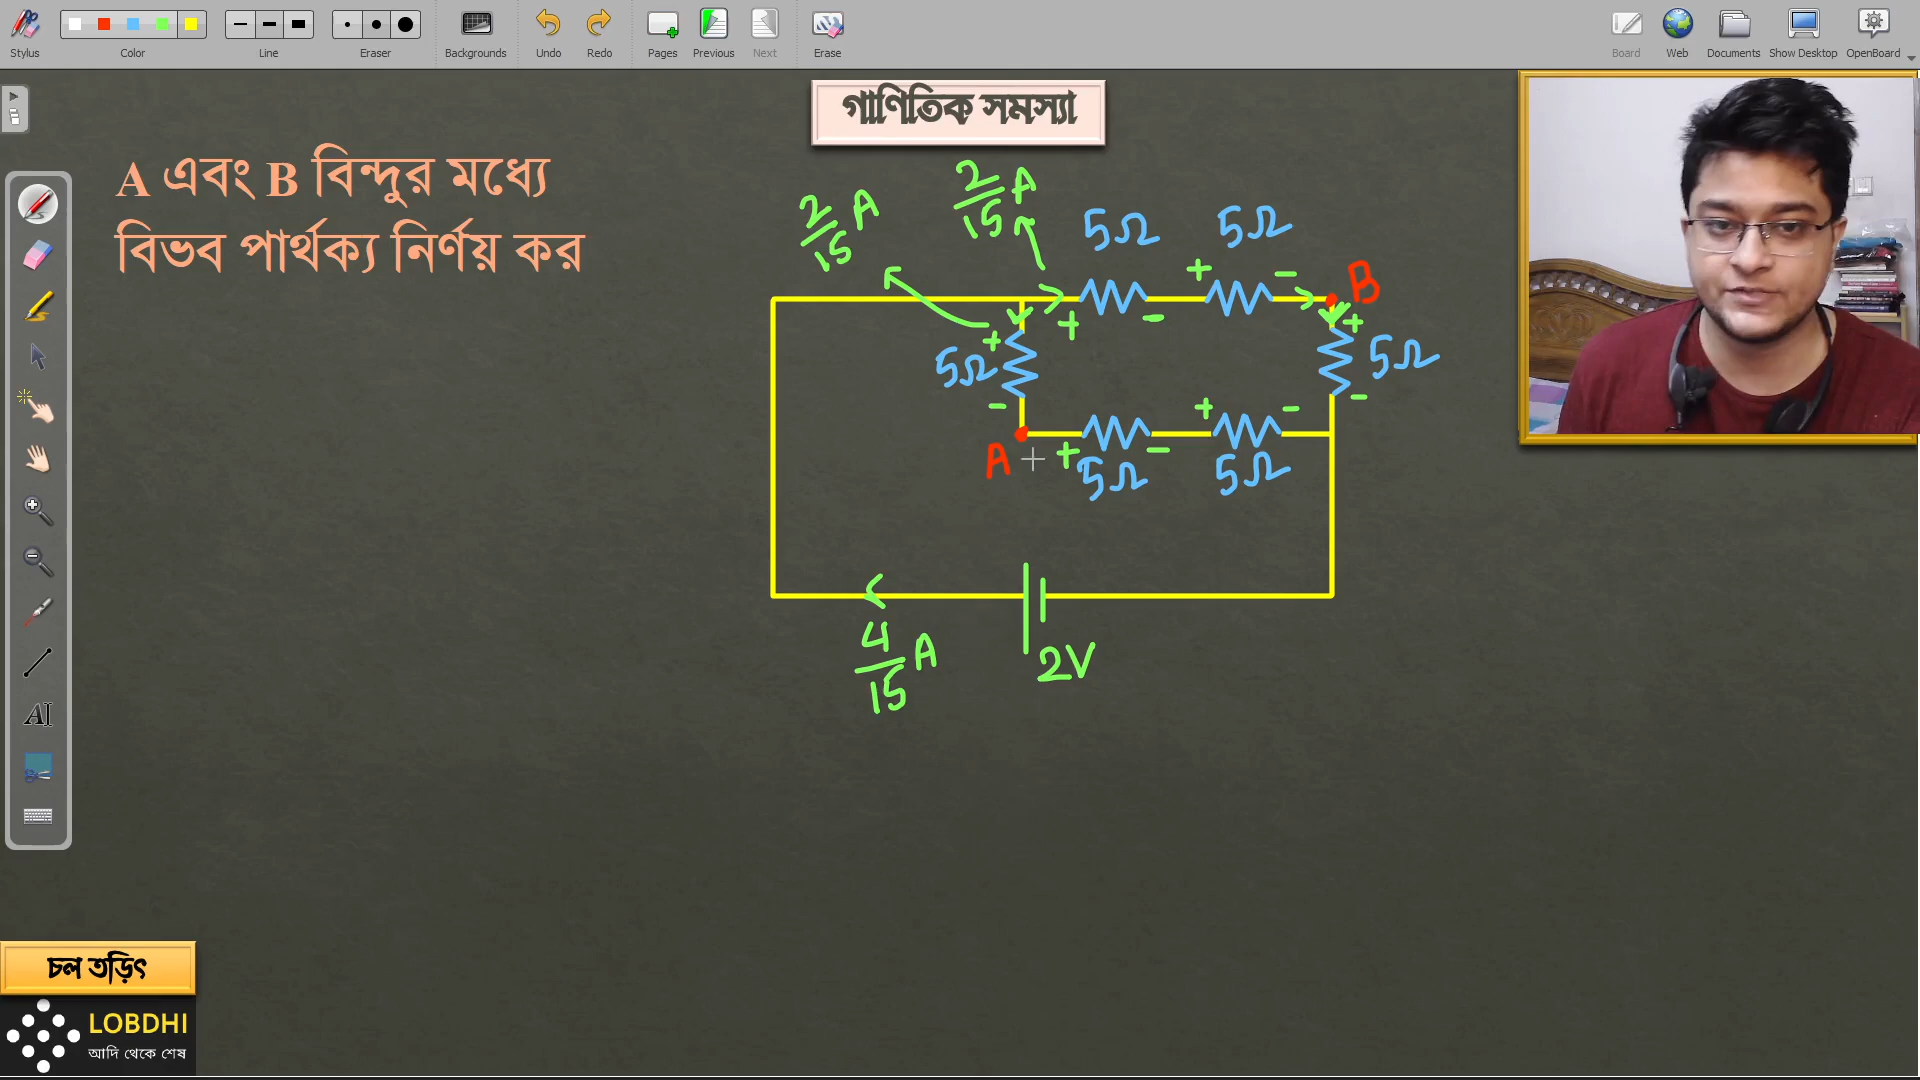 Stylus
Color
Line
Eraser
Backgrounds
Undo
Redo
Pages
Previous
Next
Erase
Board
Web
Documents
Show Desktop
OpenBoard
গাণিতিক সমস্যা
A এবং B বিন্দুর মধ্যে
বিভব পার্থক্য নির্ণয় কর
2/15 A
2/15 A
5Ω
5Ω
+ -
B
+ -
+
+
5Ω
5Ω
- -
+ -
A
+ -
5Ω
5Ω
4/15 A
2V
AI
চল তড়িৎ
LOBDHI
আদি থেকে শেষ